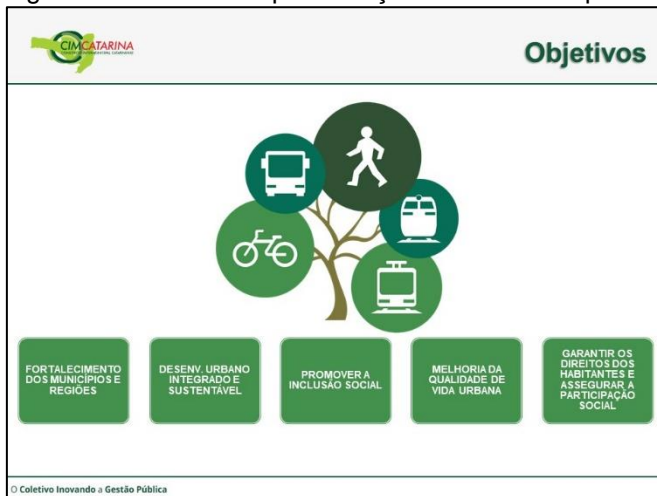 CIMCATARINA
Objetivos
FORTALECIMENTO
DOS MUNICÍPIOS E
REGIÕES
DESENV. URBANO
INTEGRADO E
SUSTENTÁVEL
PROMOVER A
INCLUSÃO SOCIAL
MELHORIA DA
QUALIDADE DE
VIDA URBANA
GARANTIR OS
DIREITOS DOS
HABITANTES E
ASSEGURAR A
PARTICIPAÇÃO
SOCIAL
O Coletivo Inovando a Gestão Pública